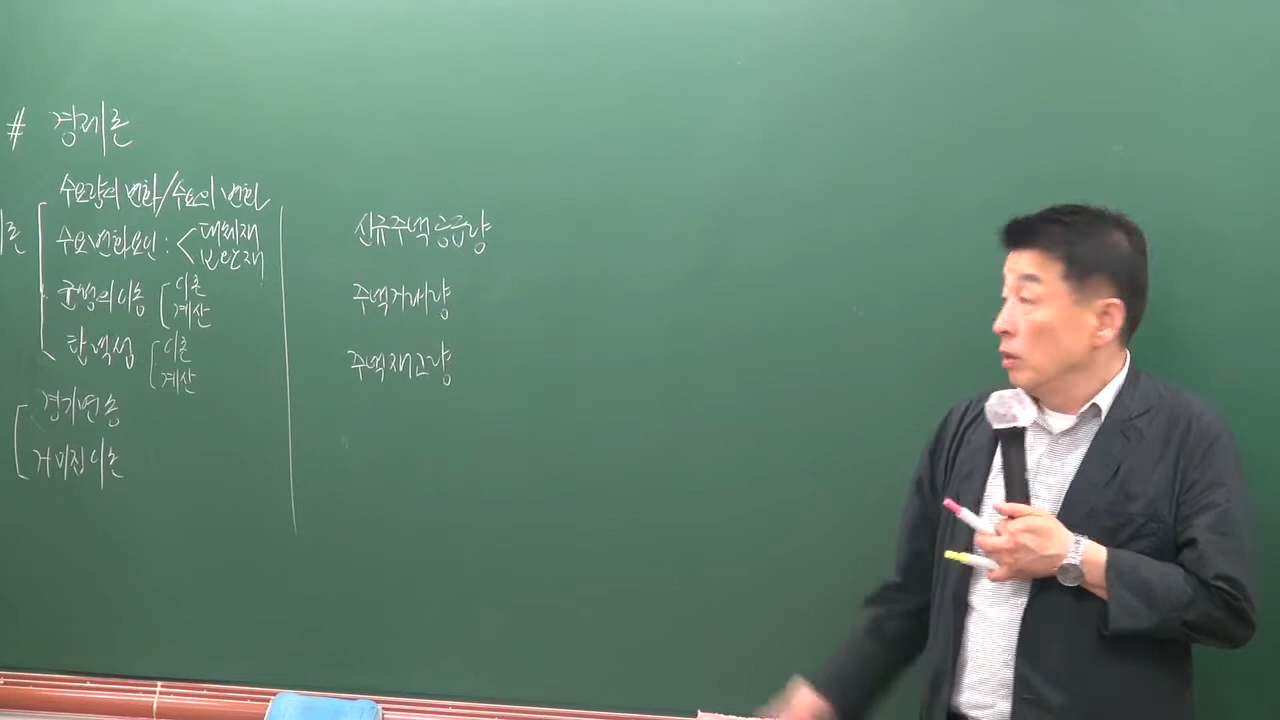 # 경제론
수요량의 변화/수요의 변화
수요변화요인 : < 대체재
보완재
론
균형의 이동 [ 이론
계산
탄력성 [ 이론
계산
경기변동
거미집이론
신규주택공급량
주택거래량
주택재고량